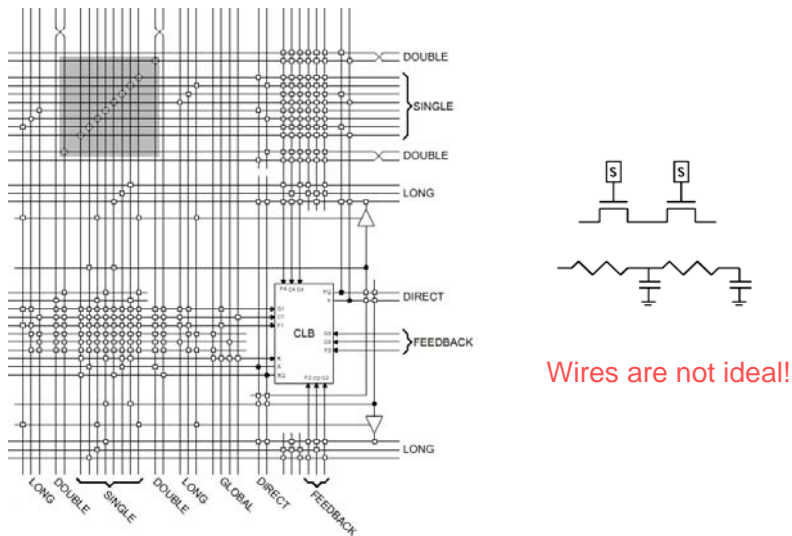 DOUBLE
SINGLE
DOUBLE
LONG
S S
DIRECT
CLB
FEEDBACK
K
X
XQ
Wires are not ideal!
LONG
LONG
DOUBLE
SINGLE
DOUBLE
LONG
GLOBAL
DIRECT
FEEDBACK